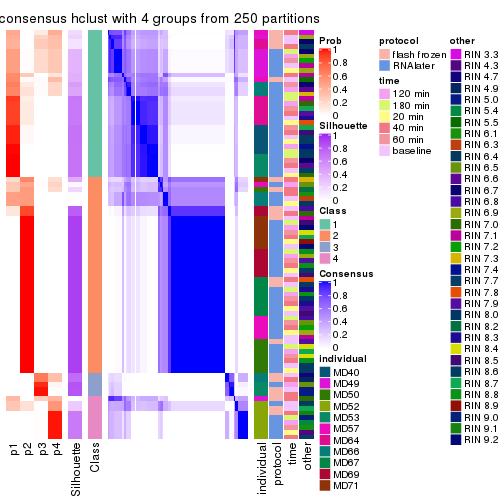 consensus hclust with 4 groups from 250 partitions
Prob
1
0.8
0.6
0.4
0.2
0
Silhouette
1
0.8
0.6
0.4
0.2
0
Class
1
2
3
4
Consensus
1
0.8
0.6
0.4
0.2
0
Individual
MD40
MD49
MD50
MD52
MD53
MD57
MD64
MD66
MD67
MD69
MD71
protocol
flash frozen
RNAlater
time
120 min
180 min
20 min
40 min
60 min
baseline
other
RIN 3.3
RIN 4.3
RIN 4.7
RIN 4.9
RIN 5.0
RIN 5.4
RIN 5.5
RIN 6.1
RIN 6.3
RIN 6.4
RIN 6.5
RIN 6.6
RIN 6.7
RIN 6.8
RIN 6.9
RIN 7.0
RIN 7.1
RIN 7.2
RIN 7.3
RIN 7.4
RIN 7.7
RIN 7.8
RIN 7.9
RIN 8.0
RIN 8.2
RIN 8.3
RIN 8.4
RIN 8.5
RIN 8.6
RIN 8.7
RIN 8.8
RIN 8.9
RIN 9.0
RIN 9.1
RIN 9.2
p1
p2
p3
p4
Silhouette
Class
individual
protocol
time
other